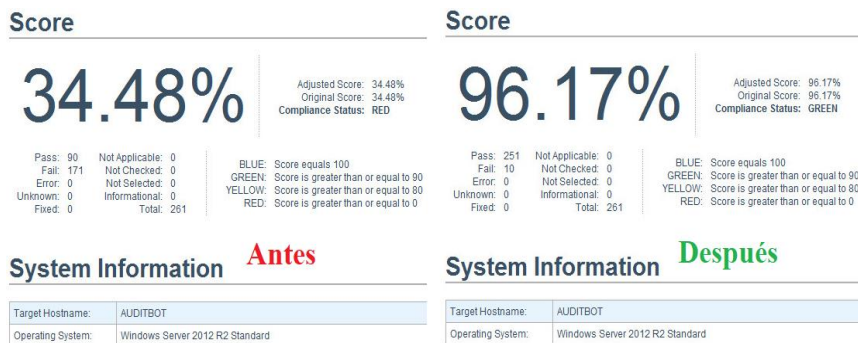 Score
34.48%
Adjusted Score: 34.48%
Original Score: 34.48%
Compliance Status: RED
Pass: 90 Not Applicable: 0
Fail: 171 Not Checked: 0
Error: 0 Not Selected: 0
Unknown: 0 Informational: 0
Fixed: 0 Total: 261
BLUE: Score equals 100
GREEN: Score is greater than or equal to 90
YELLOW: Score is greater than or equal to 80
RED: Score is greater than or equal to 0
System Information
Antes
Target Hostname: AUDITBOT
Operating System: Windows Server 2012 R2 Standard
Score
96.17%
Adjusted Score: 96.17%
Original Score: 96.17%
Compliance Status: GREEN
Pass: 251 Not Applicable: 0
Fail: 10 Not Checked: 0
Error: 0 Not Selected: 0
Unknown: 0 Informational: 0
Fixed: 0 Total: 261
BLUE: Score equals 100
GREEN: Score is greater than or equal to 90
YELLOW: Score is greater than or equal to 80
RED: Score is greater than or equal to 0
System Information
Después
Target Hostname: AUDITBOT
Operating System: Windows Server 2012 R2 Standard